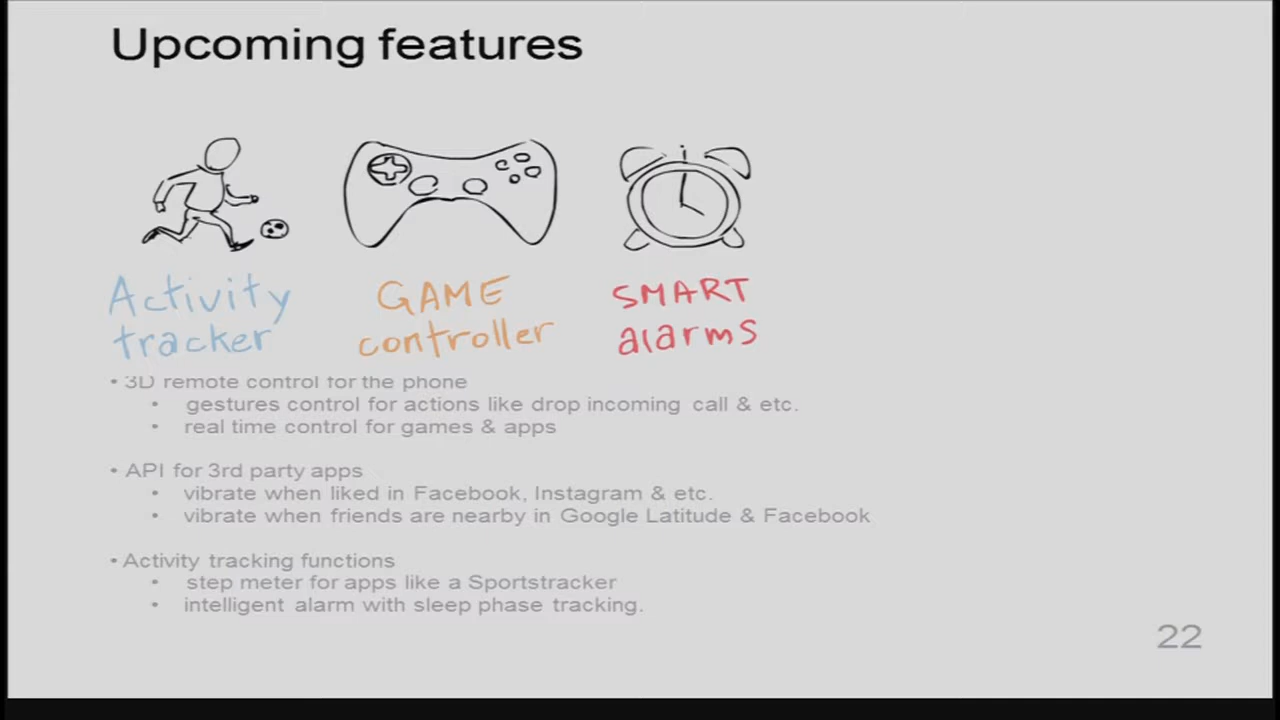 Upcoming features
Activity
tracker
GAME
controller
SMART
alarms
• 3D remote control for the phone
• gestures control for actions like drop incoming call & etc.
• real time control for games & apps
• API for 3rd party apps
• vibrate when liked in Facebook, Instagram & etc.
• vibrate when friends are nearby in Google Latitude & Facebook
• Activity tracking functions
• step meter for apps like a Sportstracker
• intelligent alarm with sleep phase tracking.
22